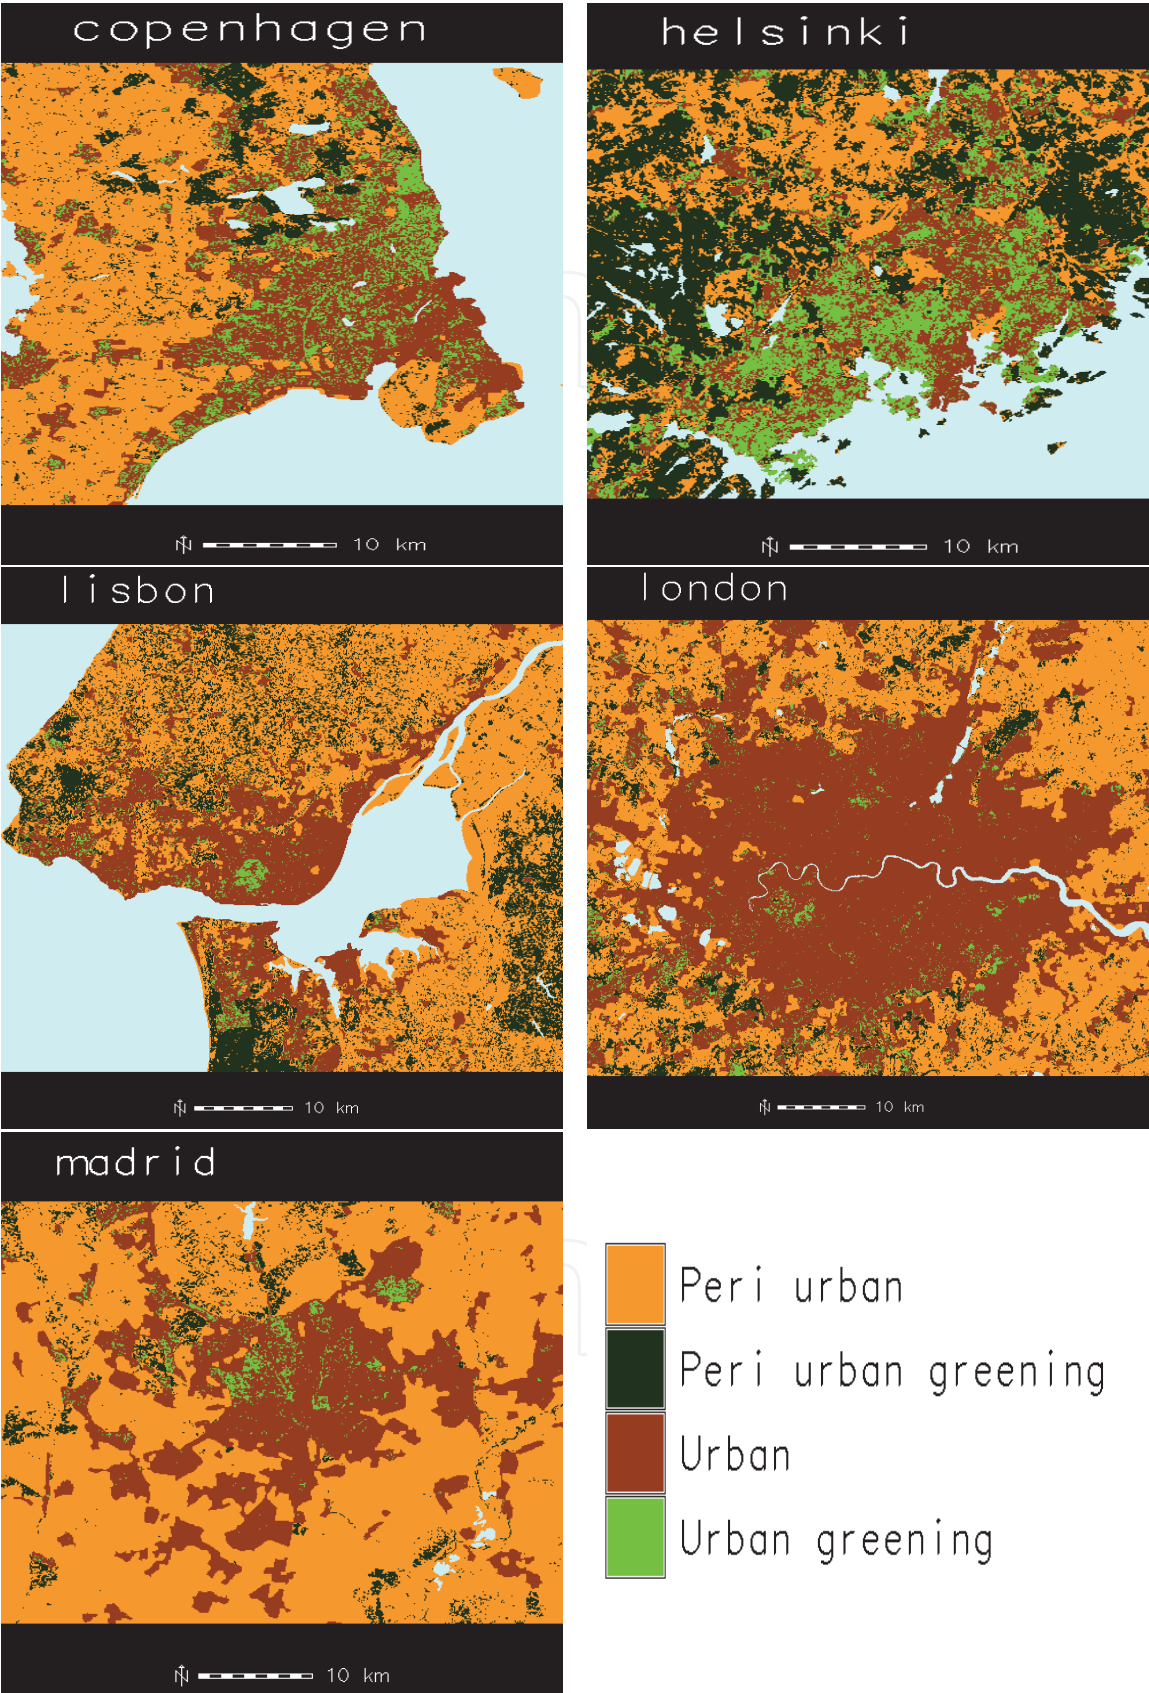 copenhagen
helsinki
N 10 km
N 10 km
lisbon
london
N 10 km
N 10 km
madrid
Peri urban
Peri urban greening
Urban
Urban greening
N 10 km